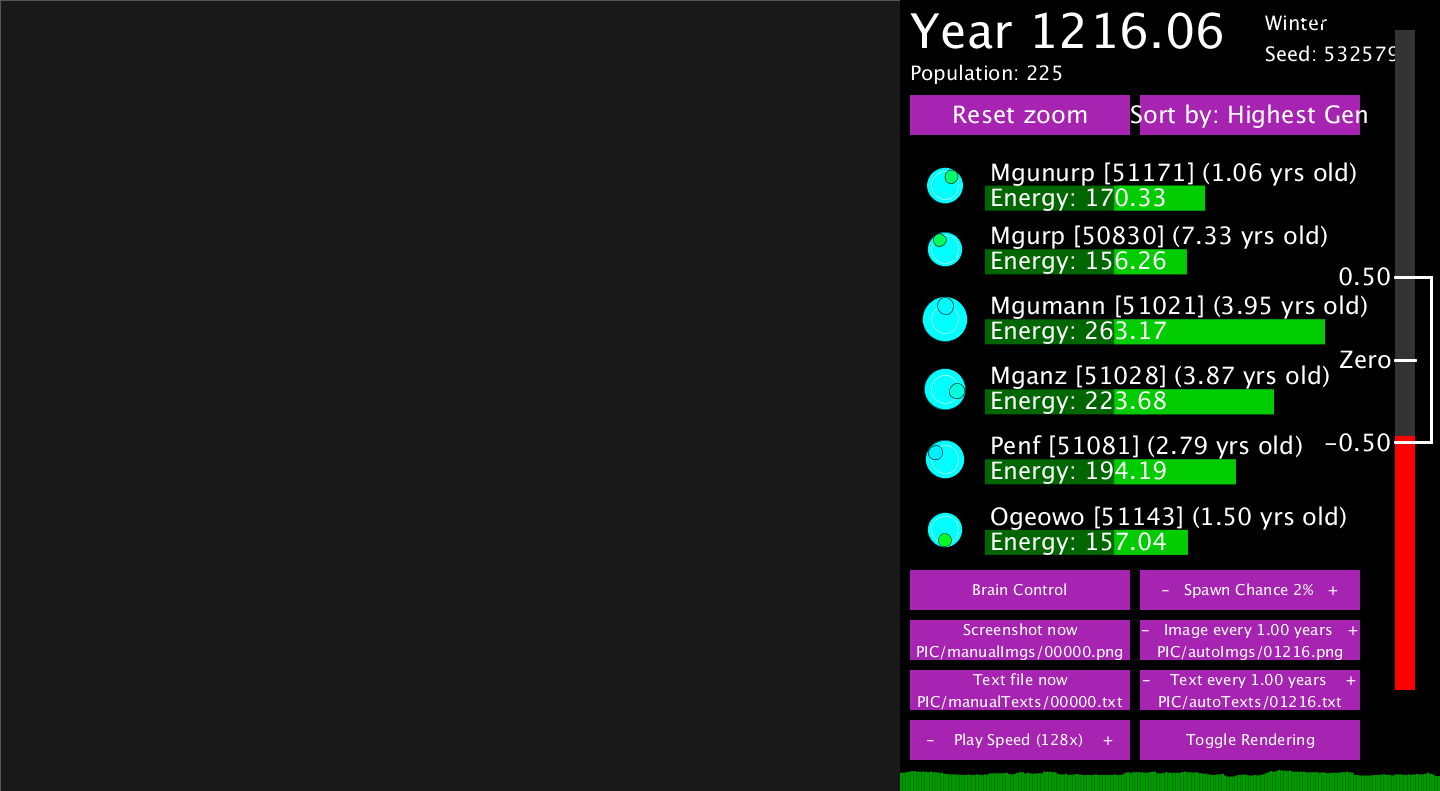 Year 1216.06
Winter
Seed: 532579
Population: 225
Reset zoom
Sort by: Highest Gen
Mgunurp [51171] (1.06 yrs old)
Energy: 170.33
Mgurp [50830] (7.33 yrs old)
Energy: 156.26
0.50
Mgumann [51021] (3.95 yrs old)
Energy: 263.17
Zero
Mganz [51028] (3.87 yrs old)
Energy: 223.68
-0.50
Penf [51081] (2.79 yrs old)
Energy: 194.19
Ogeowo [51143] (1.50 yrs old)
Energy: 157.04
Brain Control
- Spawn Chance 2% +
Screenshot now
PIC/manualImgs/00000.png
- Image every 1.00 years +
PIC/autoImgs/01216.png
Text file now
PIC/manualTexts/00000.txt
- Text every 1.00 years +
PIC/autoTexts/01216.txt
- Play Speed (128x) +
Toggle Rendering